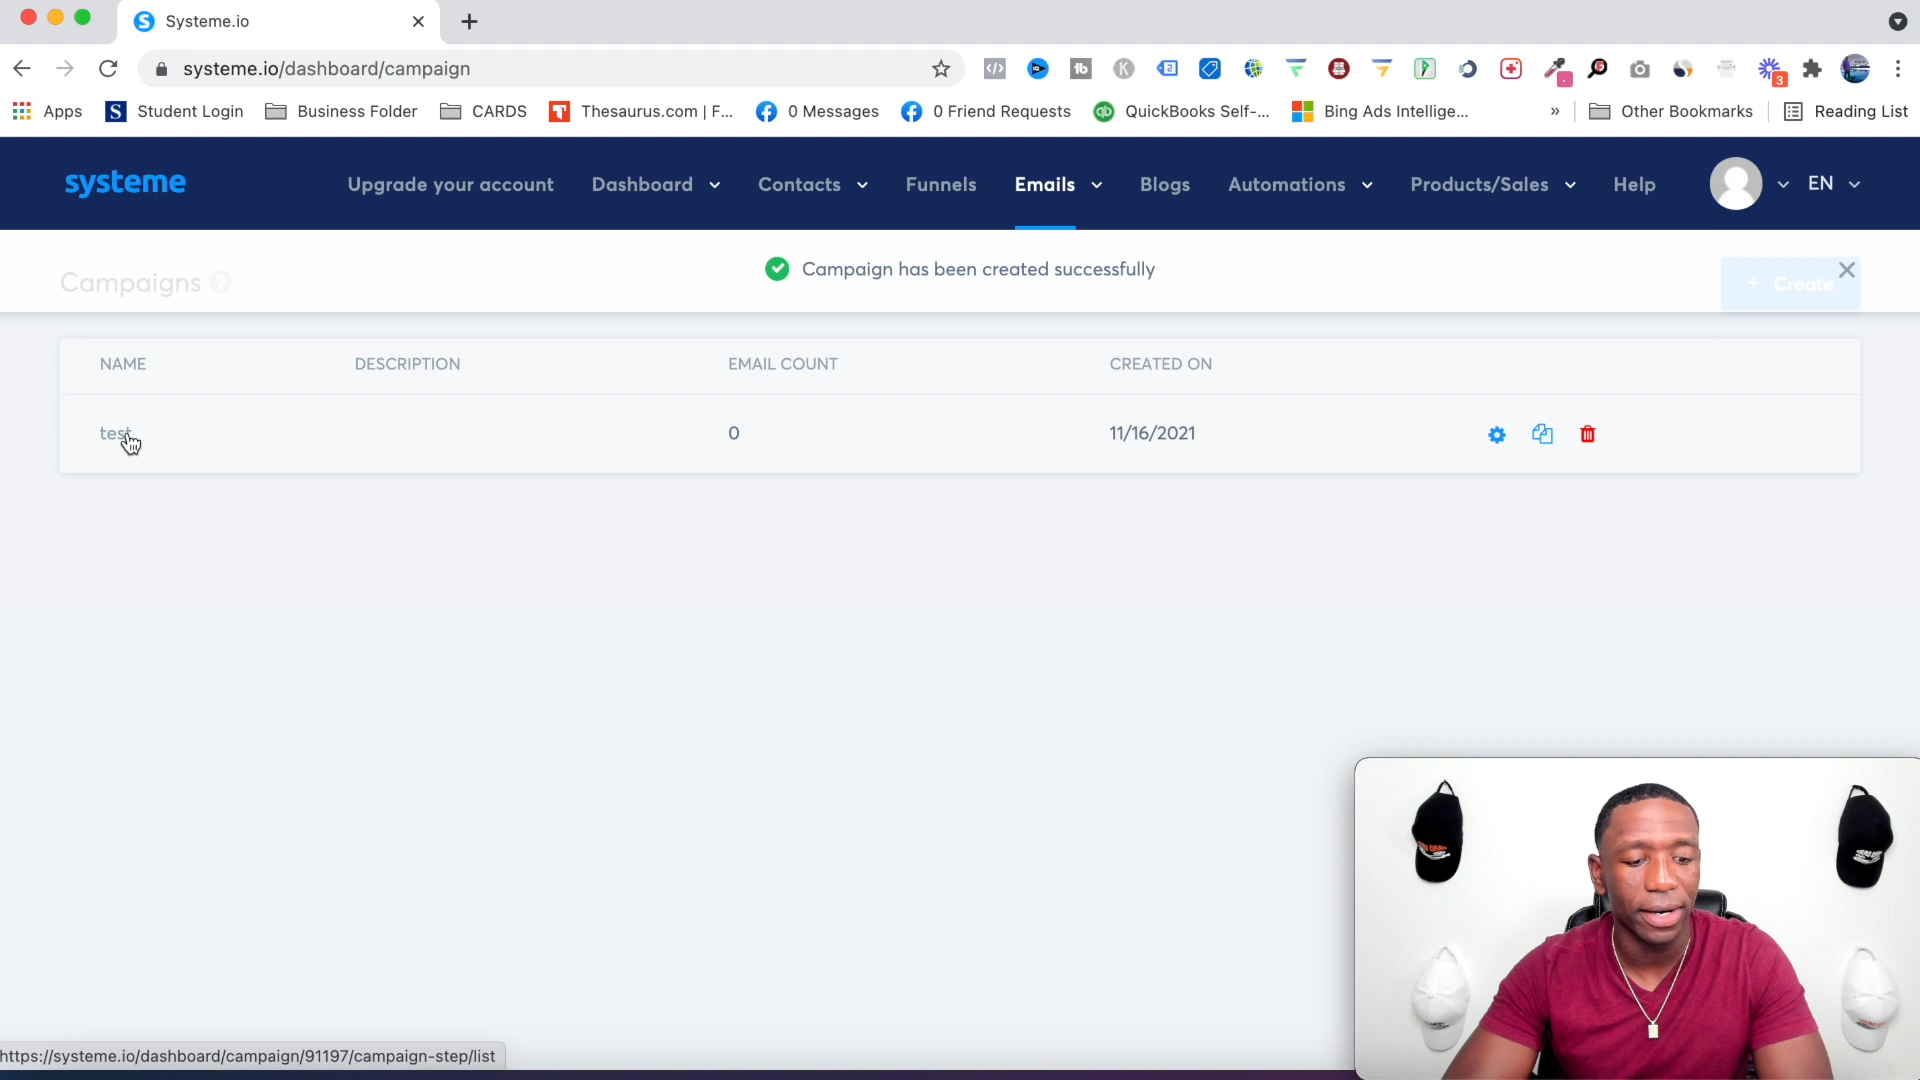 Systeme.io
systeme.io/dashboard/campaign
Apps Student Login Business Folder CARDS Thesaurus.com | F... 0 Messages 0 Friend Requests QuickBooks Self-... Bing Ads Intellige... » Other Bookmarks Reading List
systeme Upgrade your account Dashboard Contacts Funnels Emails Blogs Automations Products/Sales Help EN
Campaign has been created successfully
Campaigns ?
+ Create
NAME DESCRIPTION EMAIL COUNT CREATED ON
test 0 11/16/2021
https://systeme.io/dashboard/campaign/91197/campaign-step/list